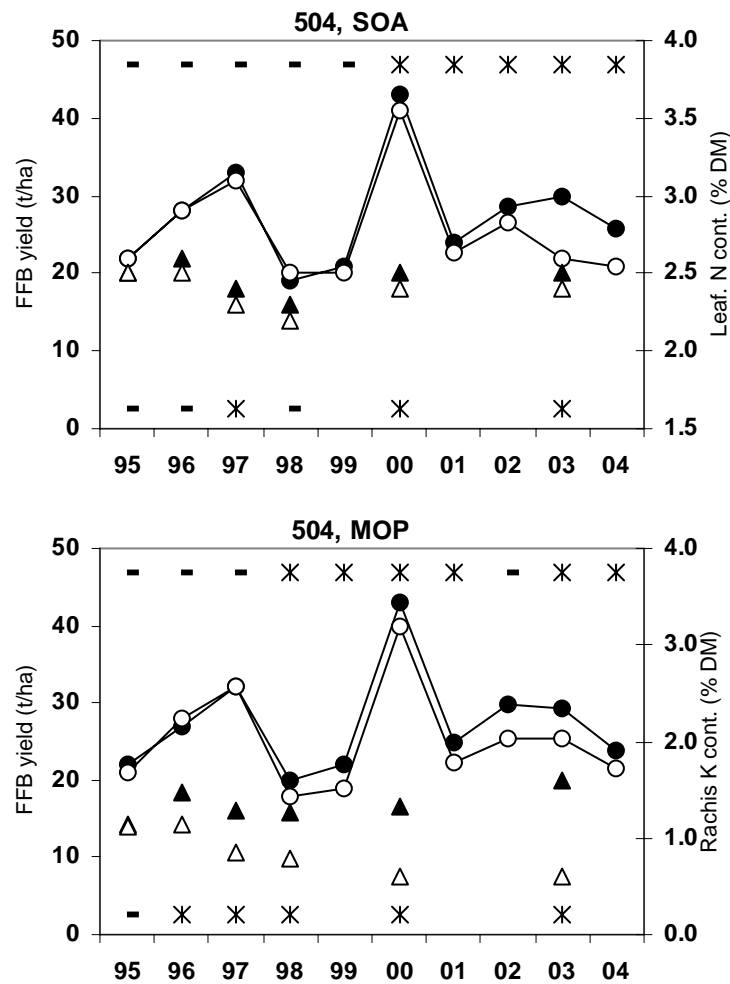 504, SOA
50
40
30
20
10
0
FFB yield (t/ha)
4.0
3.5
3.0
2.5
2.0
1.5
Leaf. N cont. (% DM)
95 96 97 98 99 00 01 02 03 04
504, MOP
50
40
30
20
10
0
FFB yield (t/ha)
4.0
3.0
2.0
1.0
0.0
Rachis K cont. (% DM)
95 96 97 98 99 00 01 02 03 04